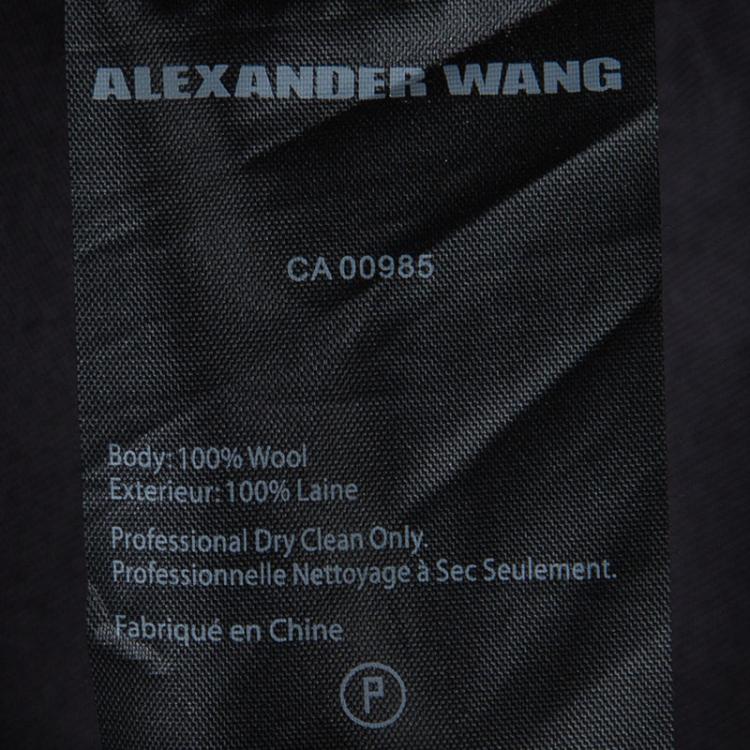 ALEXANDER WANG
CA 00985
Body: 100% Wool
Exterieur: 100% Laine
Professional Dry Clean Only.
Professionnelle Nettoyage à Sec Seulement.
Fabriqué en Chine
P